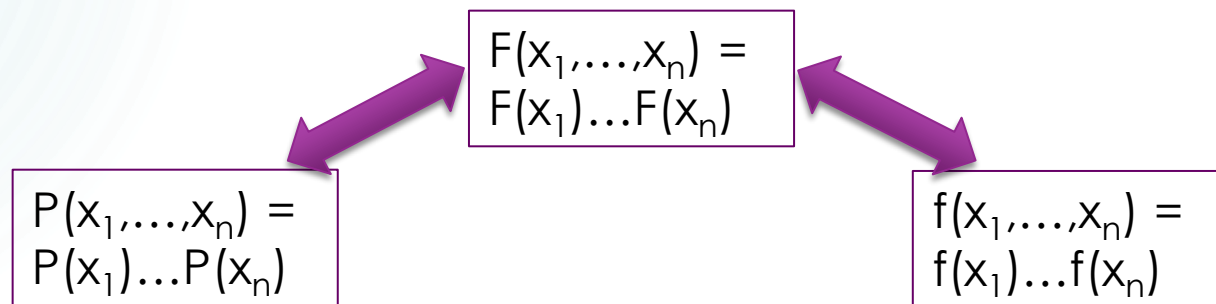 F(x₁,…,xₙ) =
F(x₁)…F(xₙ)
P(x₁,…,xₙ) =
P(x₁)…P(xₙ)
f(x₁,…,xₙ) =
f(x₁)…f(xₙ)